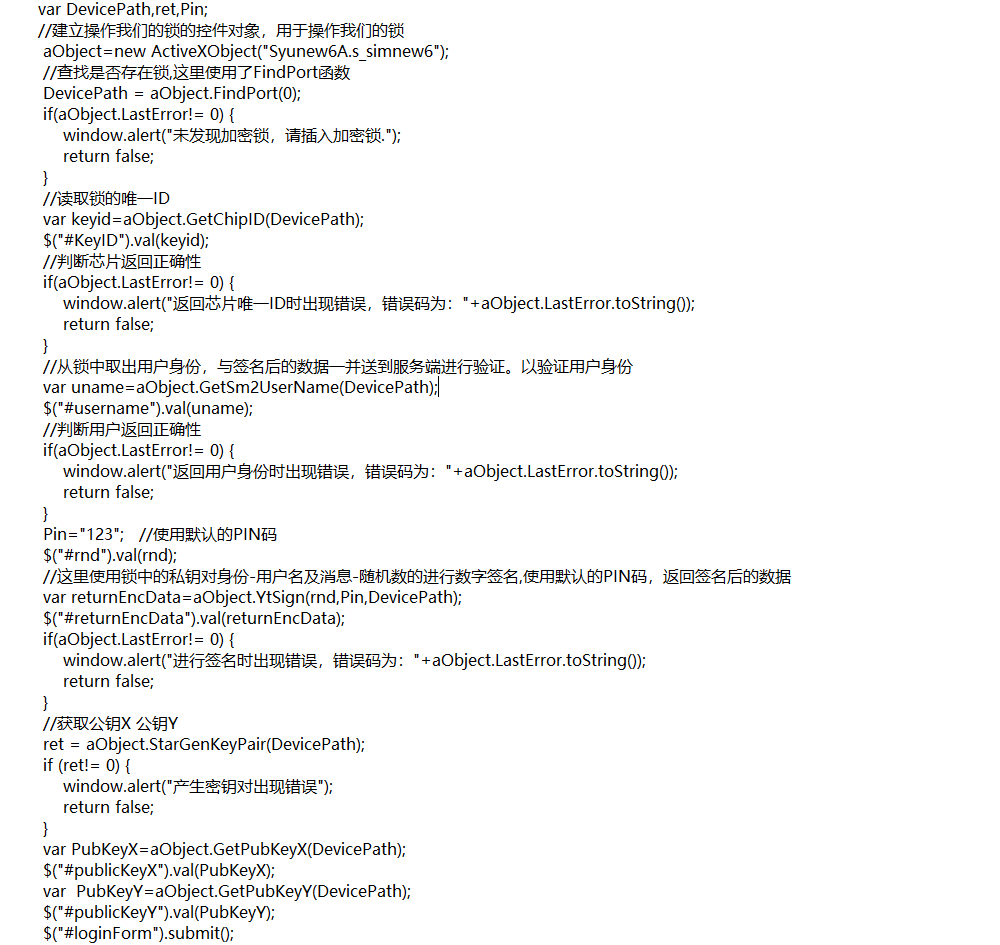 var DevicePath,ret,Pin;
//建立操作我们的锁的控件对象，用于操作我们的锁
aObject=new ActiveXObject("Syunew6A.s_simnew6");
//查找是否存在锁,这里使用了FindPort函数
DevicePath = aObject.FindPort(0);
if(aObject.LastError!= 0) {
window.alert("未发现加密锁，请插入加密锁.");
return false;
}
//读取锁的唯一ID
var keyid=aObject.GetChipID(DevicePath);
$("#KeyID").val(keyid);
//判断芯片返回正确性
if(aObject.LastError!= 0) {
window.alert("返回芯片唯一ID时出现错误，错误码为："+aObject.LastError.toString());
return false;
}
//从锁中取出用户身份，与签名后的数据一并送到服务端进行验证。以验证用户身份
var uname=aObject.GetSm2UserName(DevicePath);
$("#username").val(uname);
//判断用户返回正确性
if(aObject.LastError!= 0) {
window.alert("返回用户身份时出现错误，错误码为："+aObject.LastError.toString());
return false;
}
Pin="123";   //使用默认的PIN码
$("#rnd").val(rnd);
//这里使用锁中的私钥对身份-用户名及消息-随机数的进行数字签名,使用默认的PIN码，返回签名后的数据
var returnEncData=aObject.YtSign(rnd,Pin,DevicePath);
$("#returnEncData").val(returnEncData);
if(aObject.LastError!= 0) {
window.alert("进行签名时出现错误，错误码为："+aObject.LastError.toString());
return false;
}
//获取公钥X 公钥Y
ret = aObject.StarGenKeyPair(DevicePath);
if (ret!= 0) {
window.alert("产生密钥对出现错误");
return false;
}
var PubKeyX=aObject.GetPubKeyX(DevicePath);
$("#publicKeyX").val(PubKeyX);
var  PubKeyY=aObject.GetPubKeyY(DevicePath);
$("#publicKeyY").val(PubKeyY);
$("#loginForm").submit();